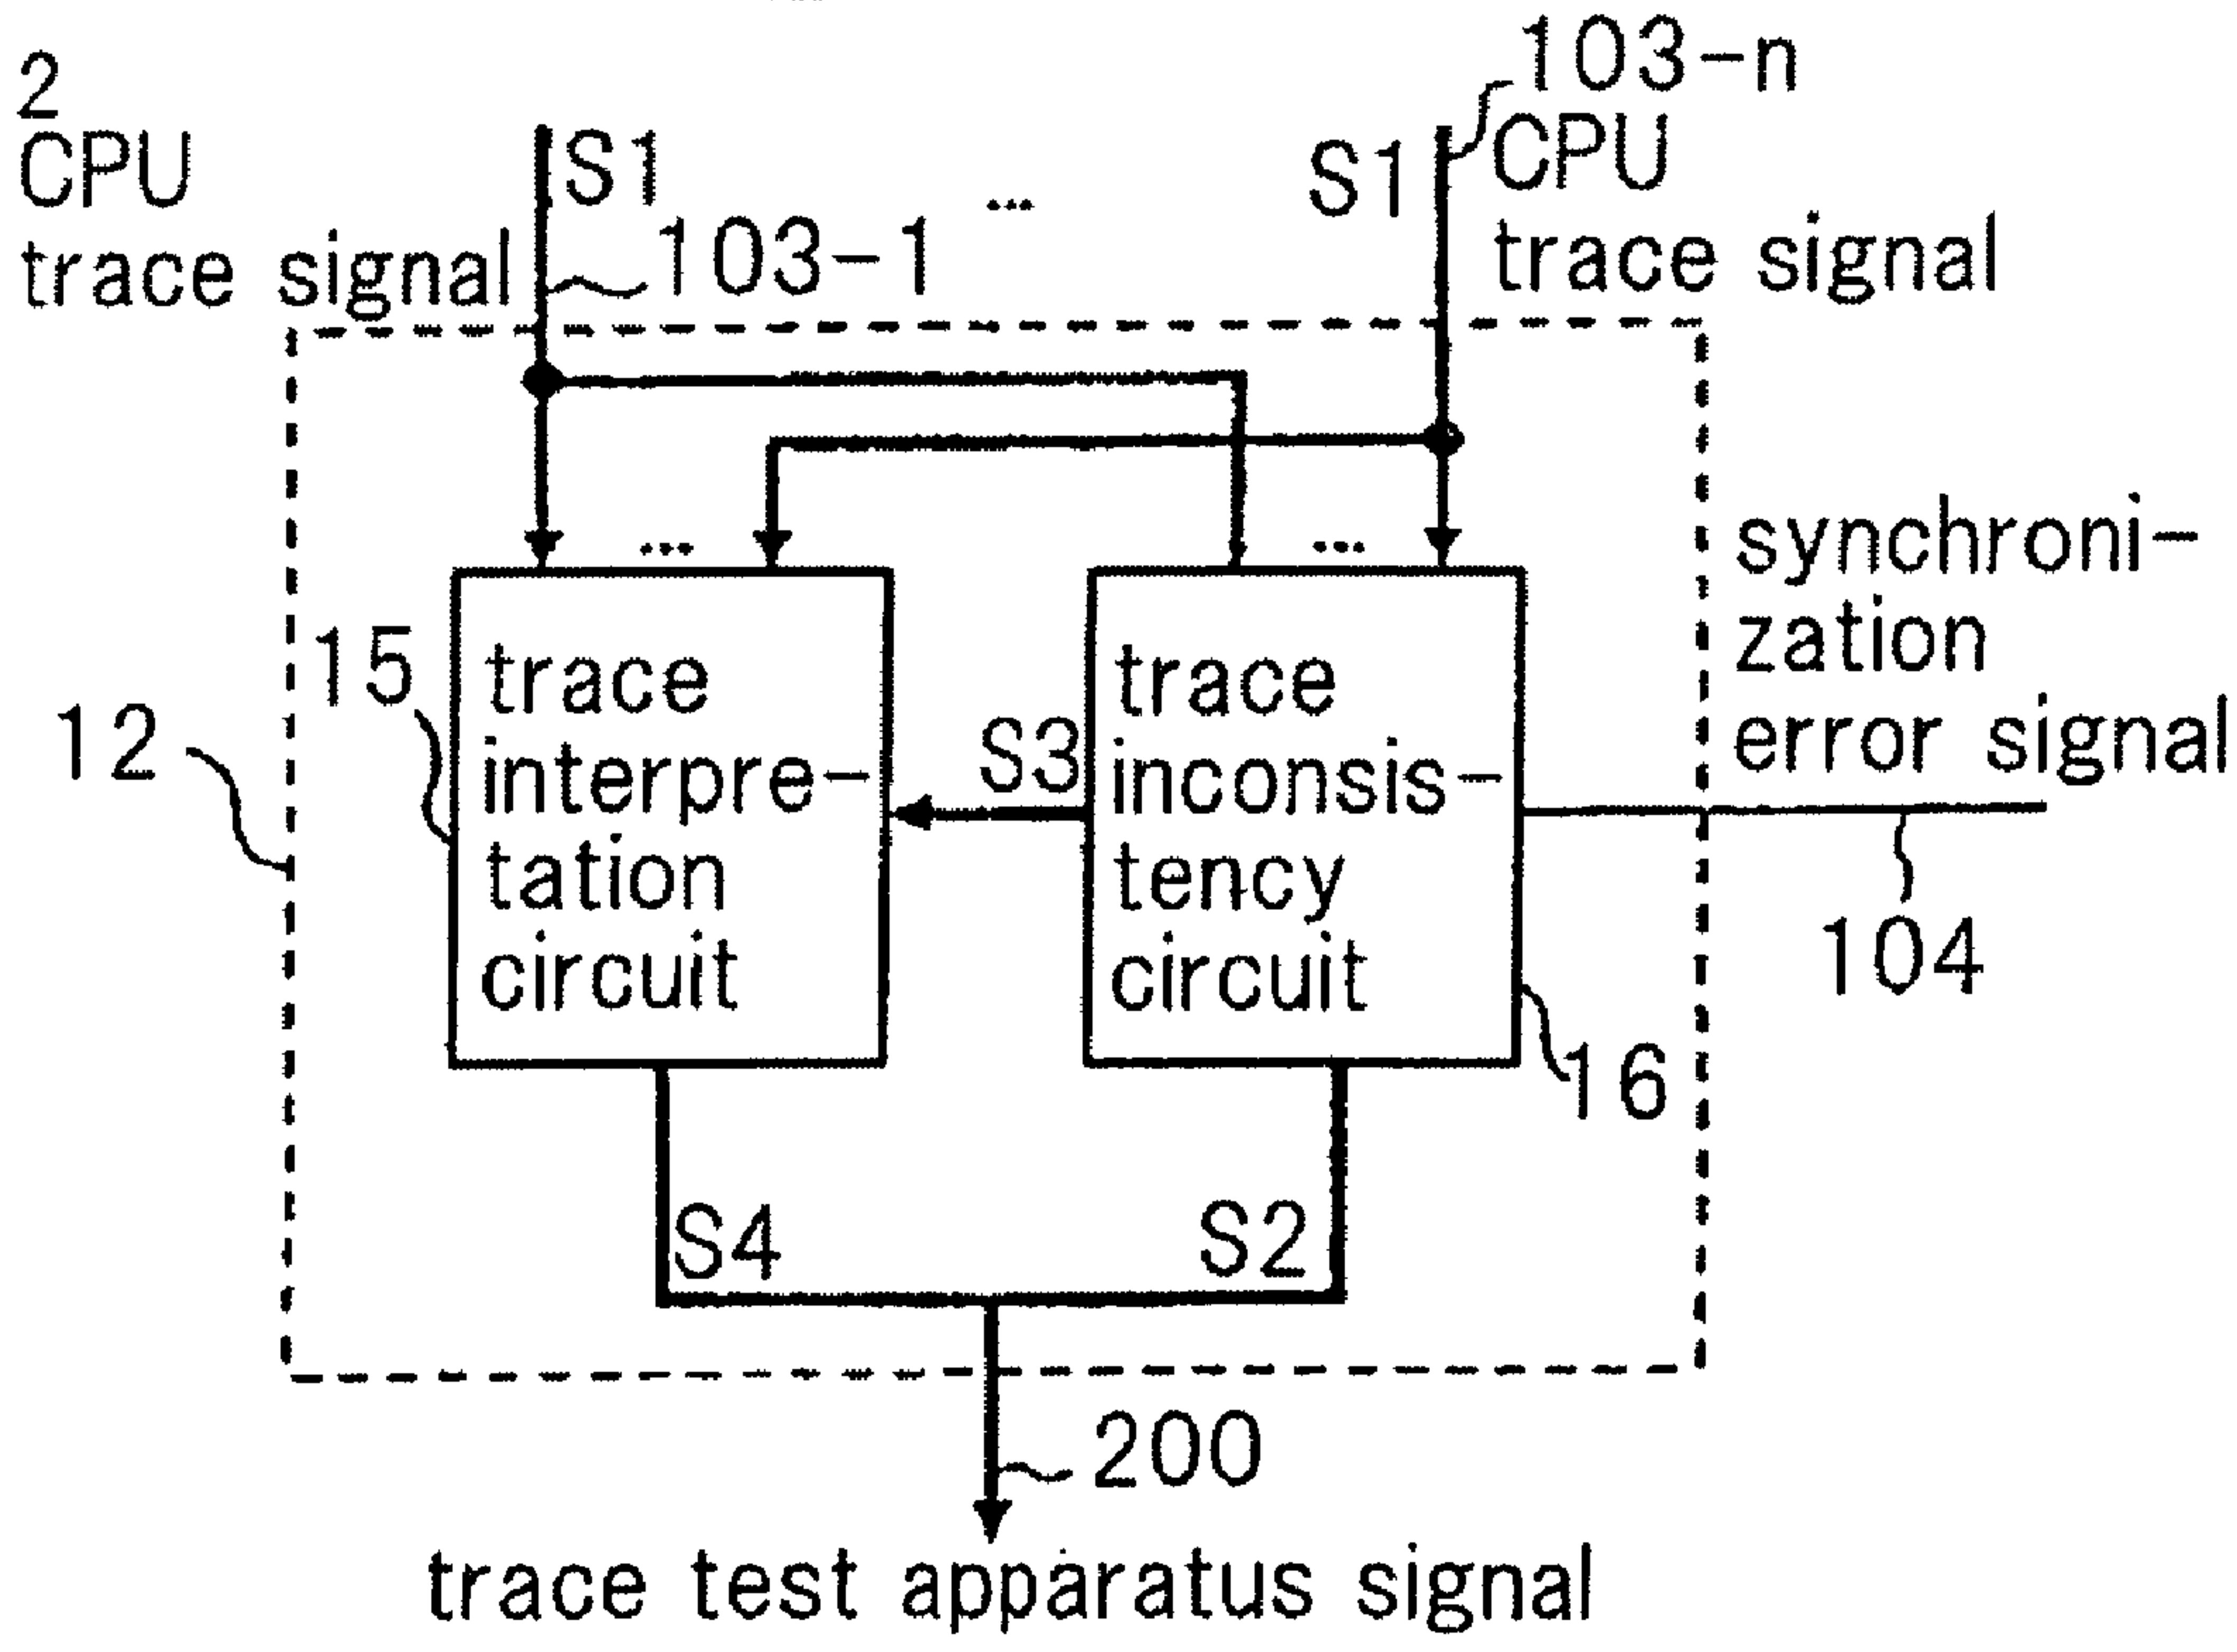 2
CPU
trace signal
S1
103-1
...
103-n
S1
CPU
trace signal
...
...
synchroni-
zation
error signal
15
12
trace
interpre-
tation
circuit
S3
trace
inconsis-
tency
circuit
104
16
S4
S2
200
trace test apparatus signal